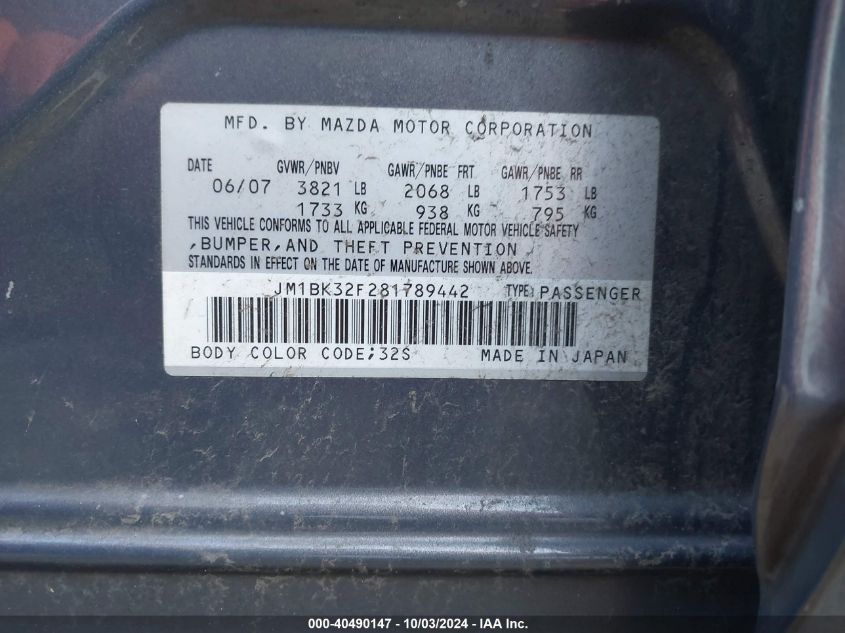 MFD. BY MAZDA MOTOR CORPORATION
DATE GVWR/PNBV GAWR/PNBE FRT GAWR/PNBE RR
06/07 3821 LB 2068 LB 1753 LB
1733 KG 938 KG 795 KG
THIS VEHICLE CONFORMS TO ALL APPLICABLE FEDERAL MOTOR VEHICLE SAFETY
,BUMPER,AND THEFT PREVENTION
STANDARDS IN EFFECT ON THE DATE OF MANUFACTURE SHOWN ABOVE.
JM1BK32F281789442 TYPE: PASSENGER
BODY COLOR CODE;32S MADE IN JAPAN
000-40490147 - 10/03/2024 - IAA Inc.